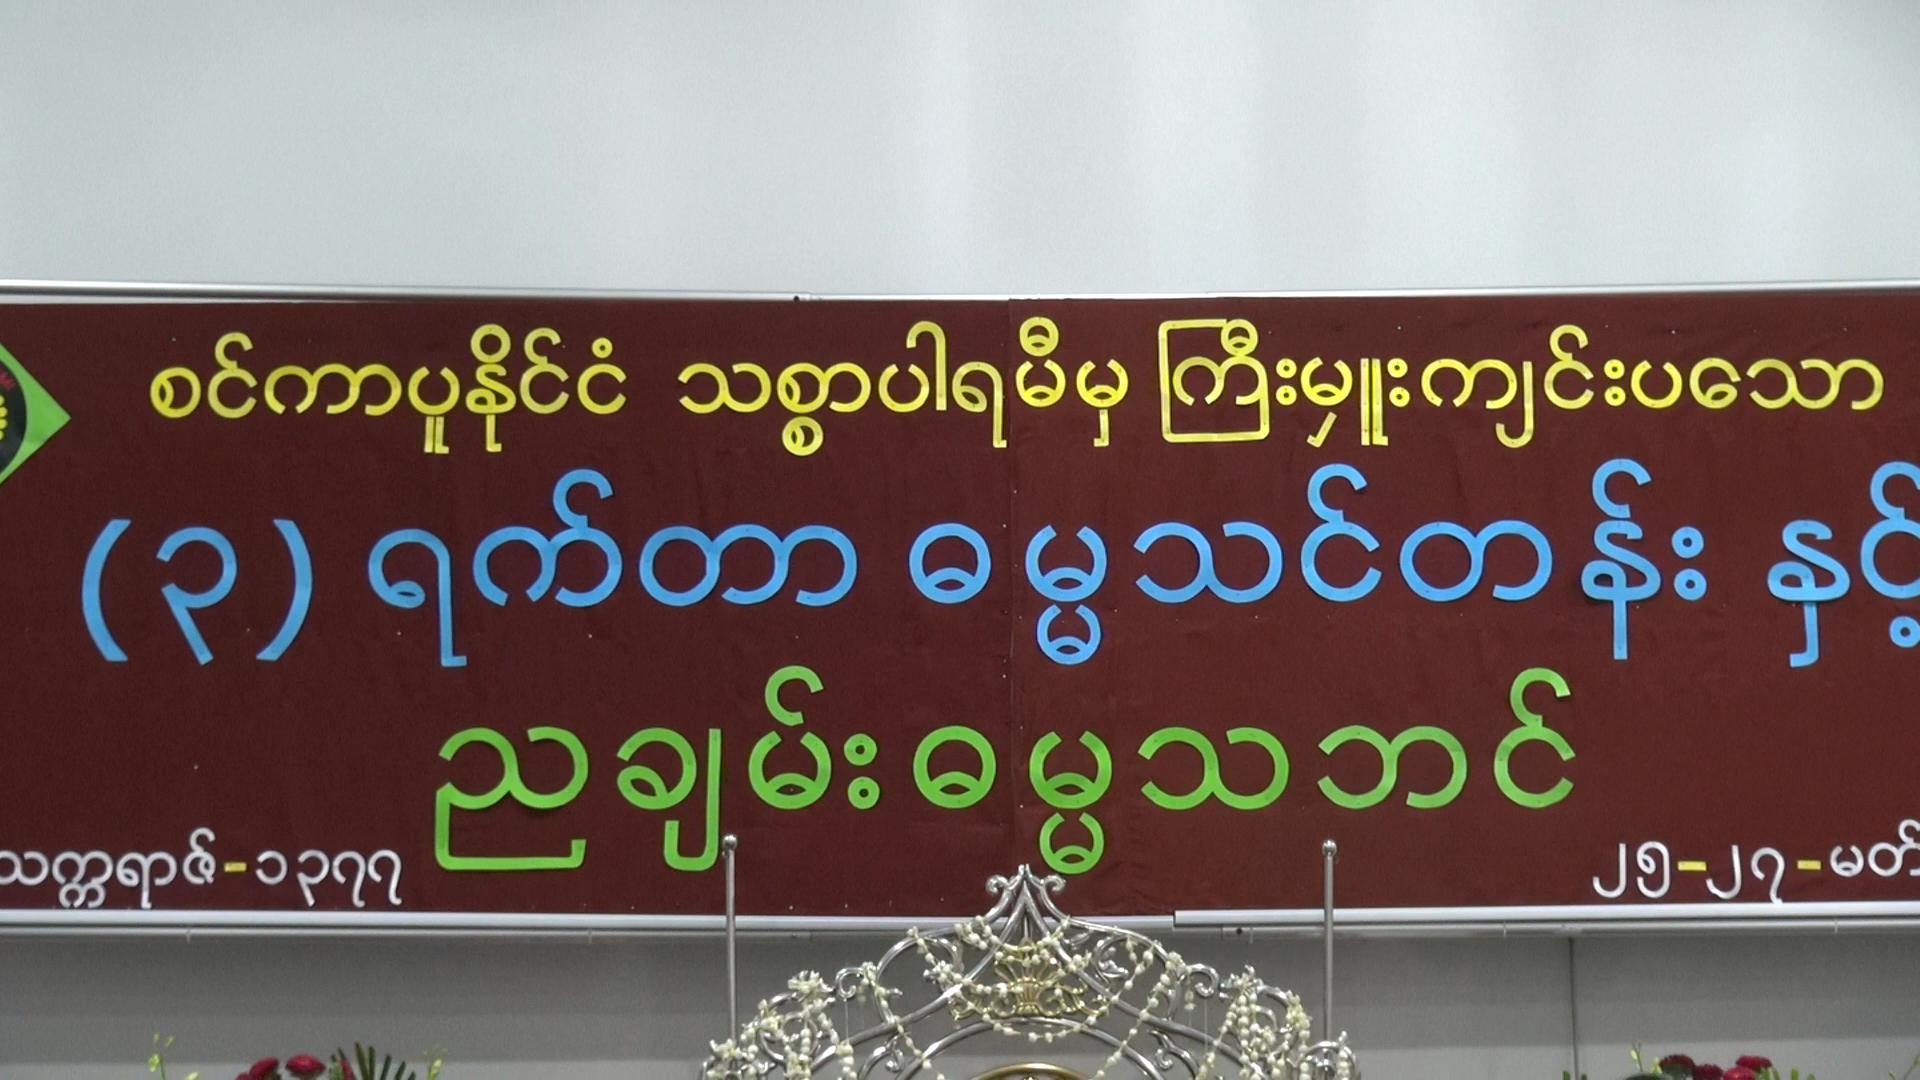 စင်ကာပူနိုင်ငံ သစ္စာပါရမီမှ ကြီးမှူးကျင်းပသော
(၃) ရက်တာ ဓမ္မသင်တန်း နှင့်
ညချမ်းဓမ္မသဘင်
သက္ကရာဇ်-၁၃၇၇
၂၅-၂၇-မတ်